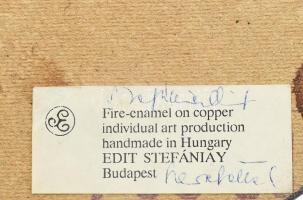 Fire-enamel on copper
individual art production
handmade in Hungary
EDIT STEFÁNIAY
Budapest